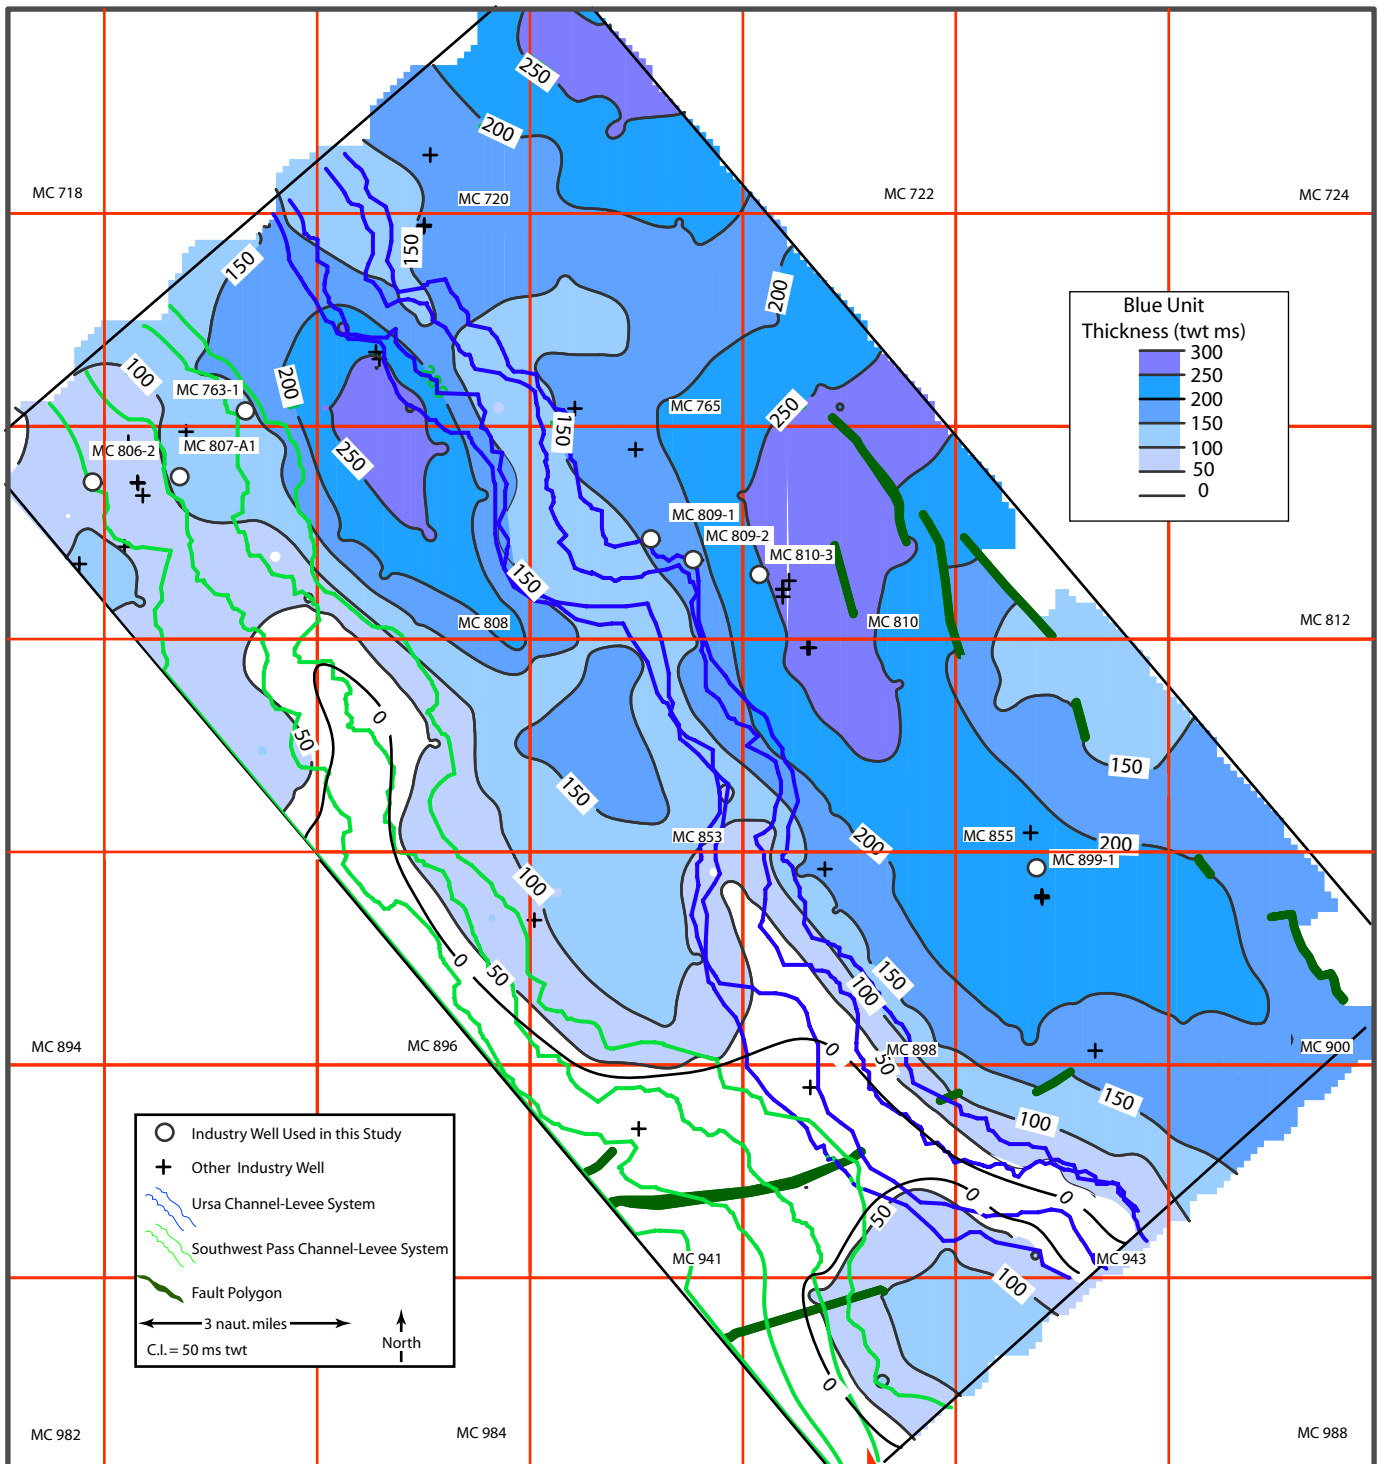 250
200
MC 718
MC 720
MC 722
MC 724
150
150
200
Blue Unit
Thickness (twt ms)
300
250
200
150
100
50
0
100
MC 763-1
200
MC 765
250
150
MC 806-2
MC 807-A1
250
MC 809-1
MC 809-2
MC 810-3
150
MC 808
MC 810
MC 812
0
50
150
150
MC 853
200
MC 855
200
MC 899-1
100
0
50
150
100
MC 894
MC 896
0
50
MC 898
MC 900
150
100
Industry Well Used in this Study
Other Industry Well
Ursa Channel-Levee System
Southwest Pass Channel-Levee System
Fault Polygon
3 naut. miles
North
C.I. = 50 ms twt
0
0
50
MC 941
MC 943
100
0
MC 982
MC 984
MC 988